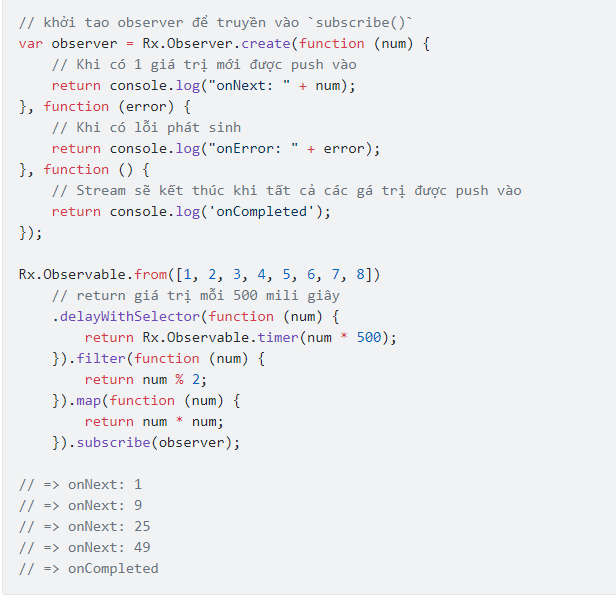 // khởi tao observer để truyền vào `subscribe()`
var observer = Rx.Observer.create(function (num) {
    // Khi có 1 giá trị mới được push vào
    return console.log("onNext: " + num);
}, function (error) {
    // Khi có lỗi phát sinh
    return console.log("onError: " + error);
}, function () {
    // Stream sẽ kết thúc khi tất cả các gá trị được push vào
    return console.log('onCompleted');
});

Rx.Observable.from([1, 2, 3, 4, 5, 6, 7, 8])
    // return giá trị mỗi 500 mili giây
    .delayWithSelector(function (num) {
        return Rx.Observable.timer(num * 500);
    }).filter(function (num) {
        return num % 2;
    }).map(function (num) {
        return num * num;
    }).subscribe(observer);

// => onNext: 1
// => onNext: 9
// => onNext: 25
// => onNext: 49
// => onCompleted